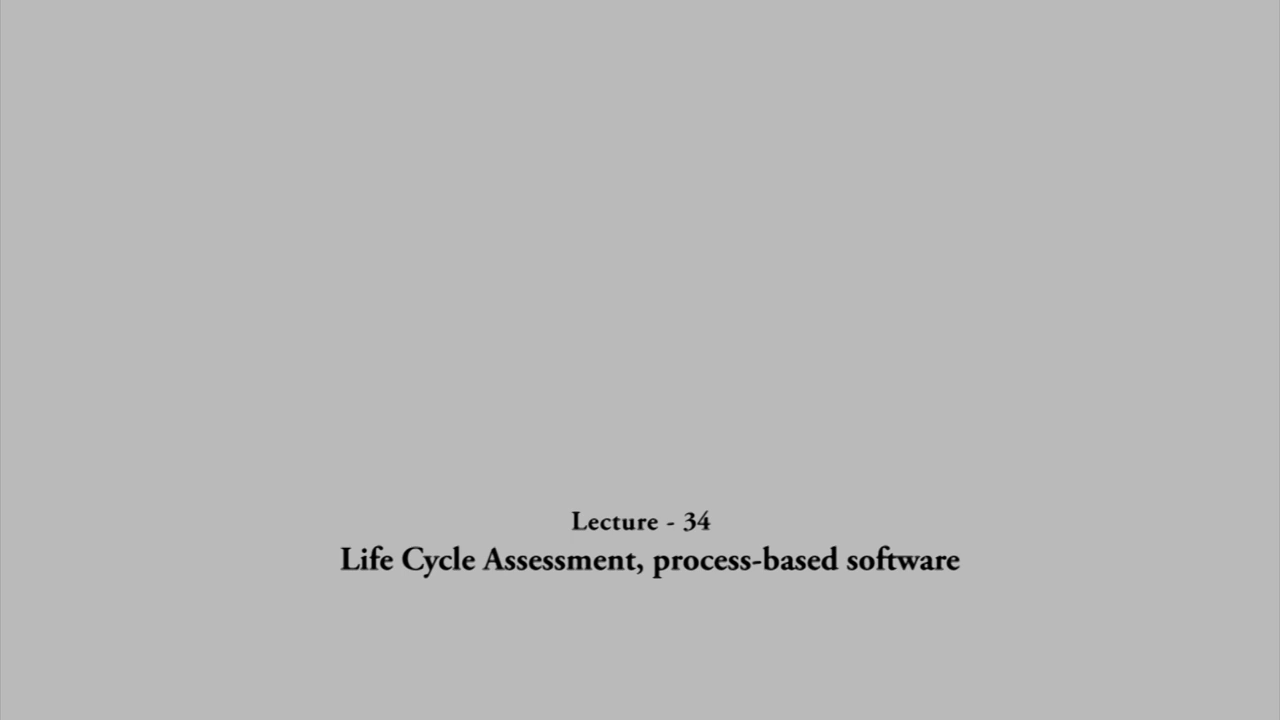 Lecture - 34
Life Cycle Assessment, process-based software